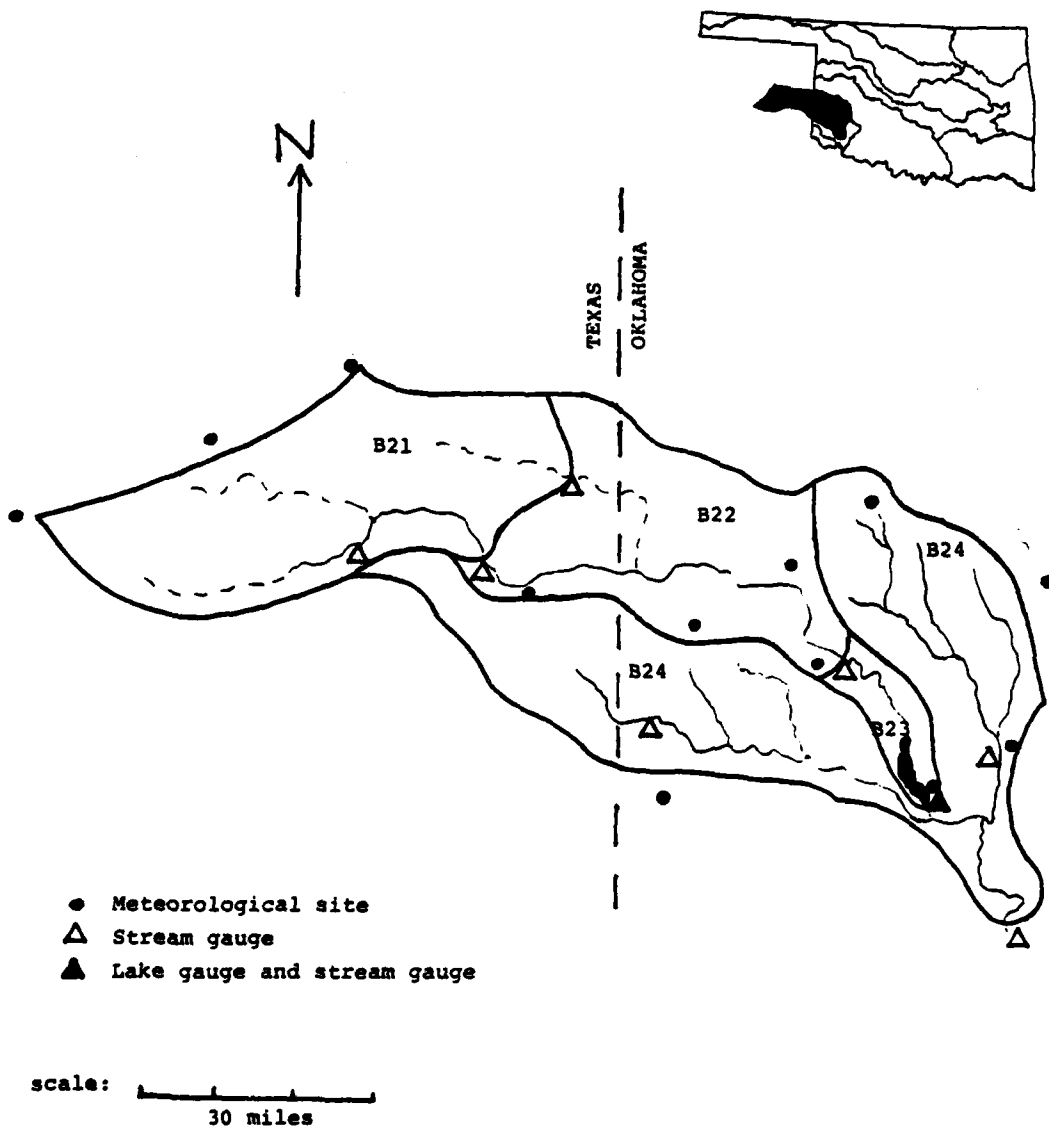 N
TEXAS
OKLAHOMA
B21
B22
B24
B24
B23
Meteorological site
Stream gauge
Lake gauge and stream gauge
scale:
30 miles